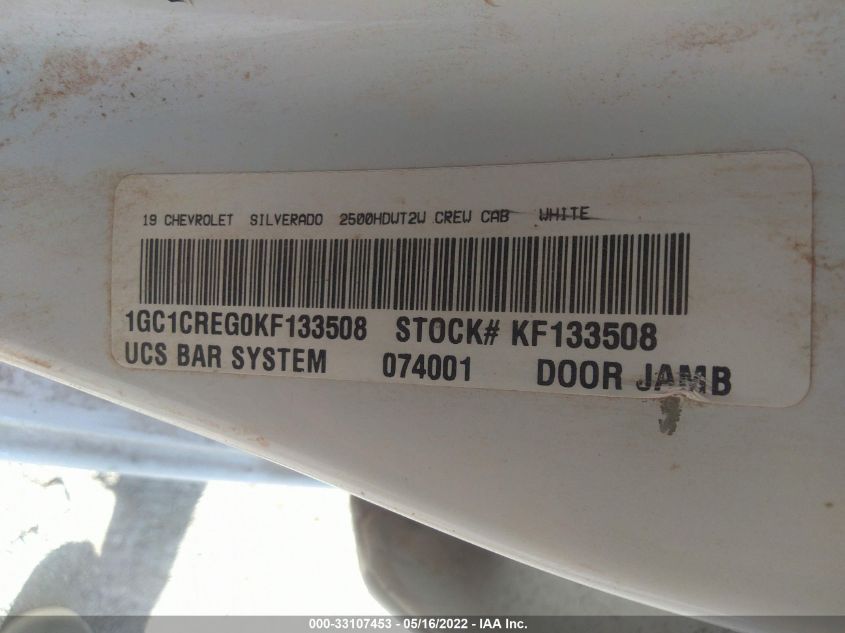 19 CHEVROLET SILVERADO 2500HDWT2W CREW CAB WHITE
1GC1CREG0KF133508 STOCK# KF133508
UCS BAR SYSTEM 074001 DOOR JAMB
000-33107453 - 05/16/2022 - IAA Inc.